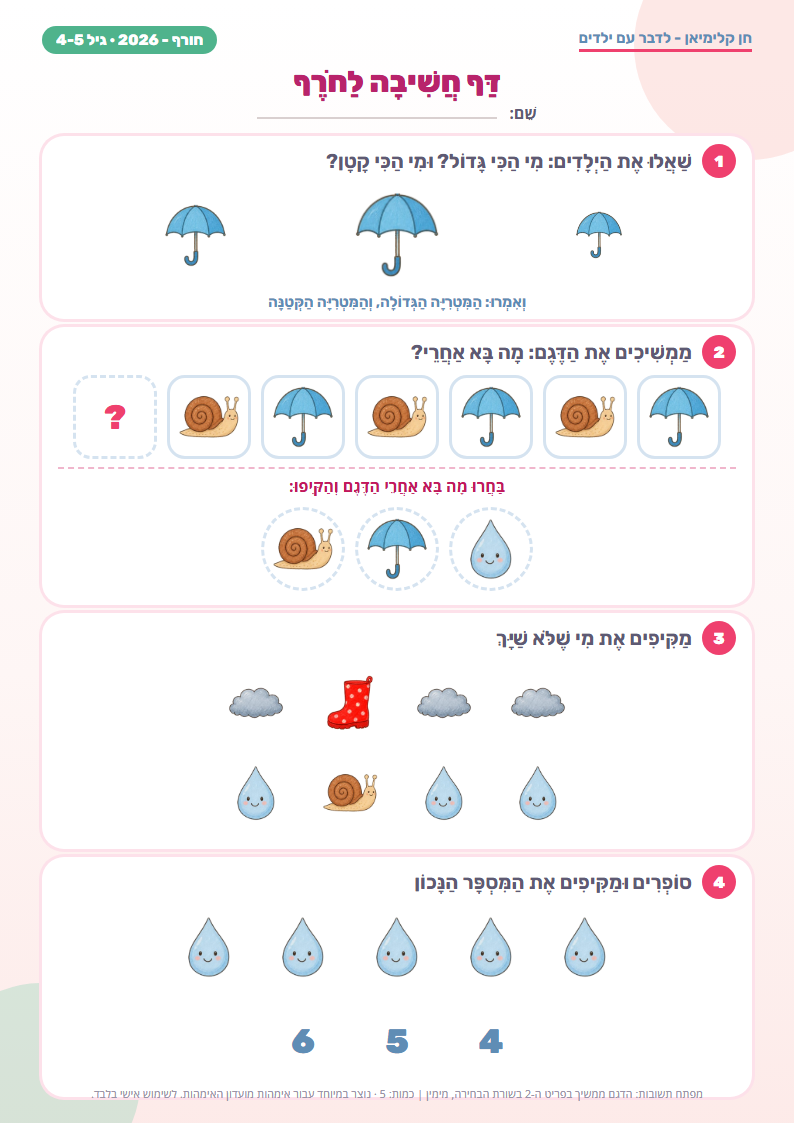 חן קלימיאן - לדבר עם ילדים
חורף - 2026 • גיל 4-5
דַּף חֲשִׁיבָה לַחֹרֶף
שֵׁם:
1
שַׁאֲלוּ אֶת הַיְלָדִים: מִי הַכִּי גָּדוֹל? וּמִי הַכִּי קָטָן?
וְאִמְרוּ: הַמִּטְרִיָּה הַגְּדוֹלָה, וְהַמִּטְרִיָּה הַקְּטַנָּה
2
מַמְשִׁיכִים אֶת הַדֶּגֶם: מָה בָּא אַחֲרֵי?
?
בַּחֲרוּ מָה בָּא אַחֲרֵי הַדֶּגֶם וְהַקִּיפוּ:
3
מַקִּיפִים אֶת מִי שֶׁלֹּא שַׁיָּךְ
4
סוֹפְרִים וּמַקִּיפִים אֶת הַמִּסְפָּר הַנָּכוֹן
4 5 6
מפתח תשובות: הדגם ממשיך בפריט ה-2 בשורת הבחירה, מימין | כמות: 5 · נוצר במיוחד עבור אימהות מועדון האימהות. לשימוש אישי בלבד.